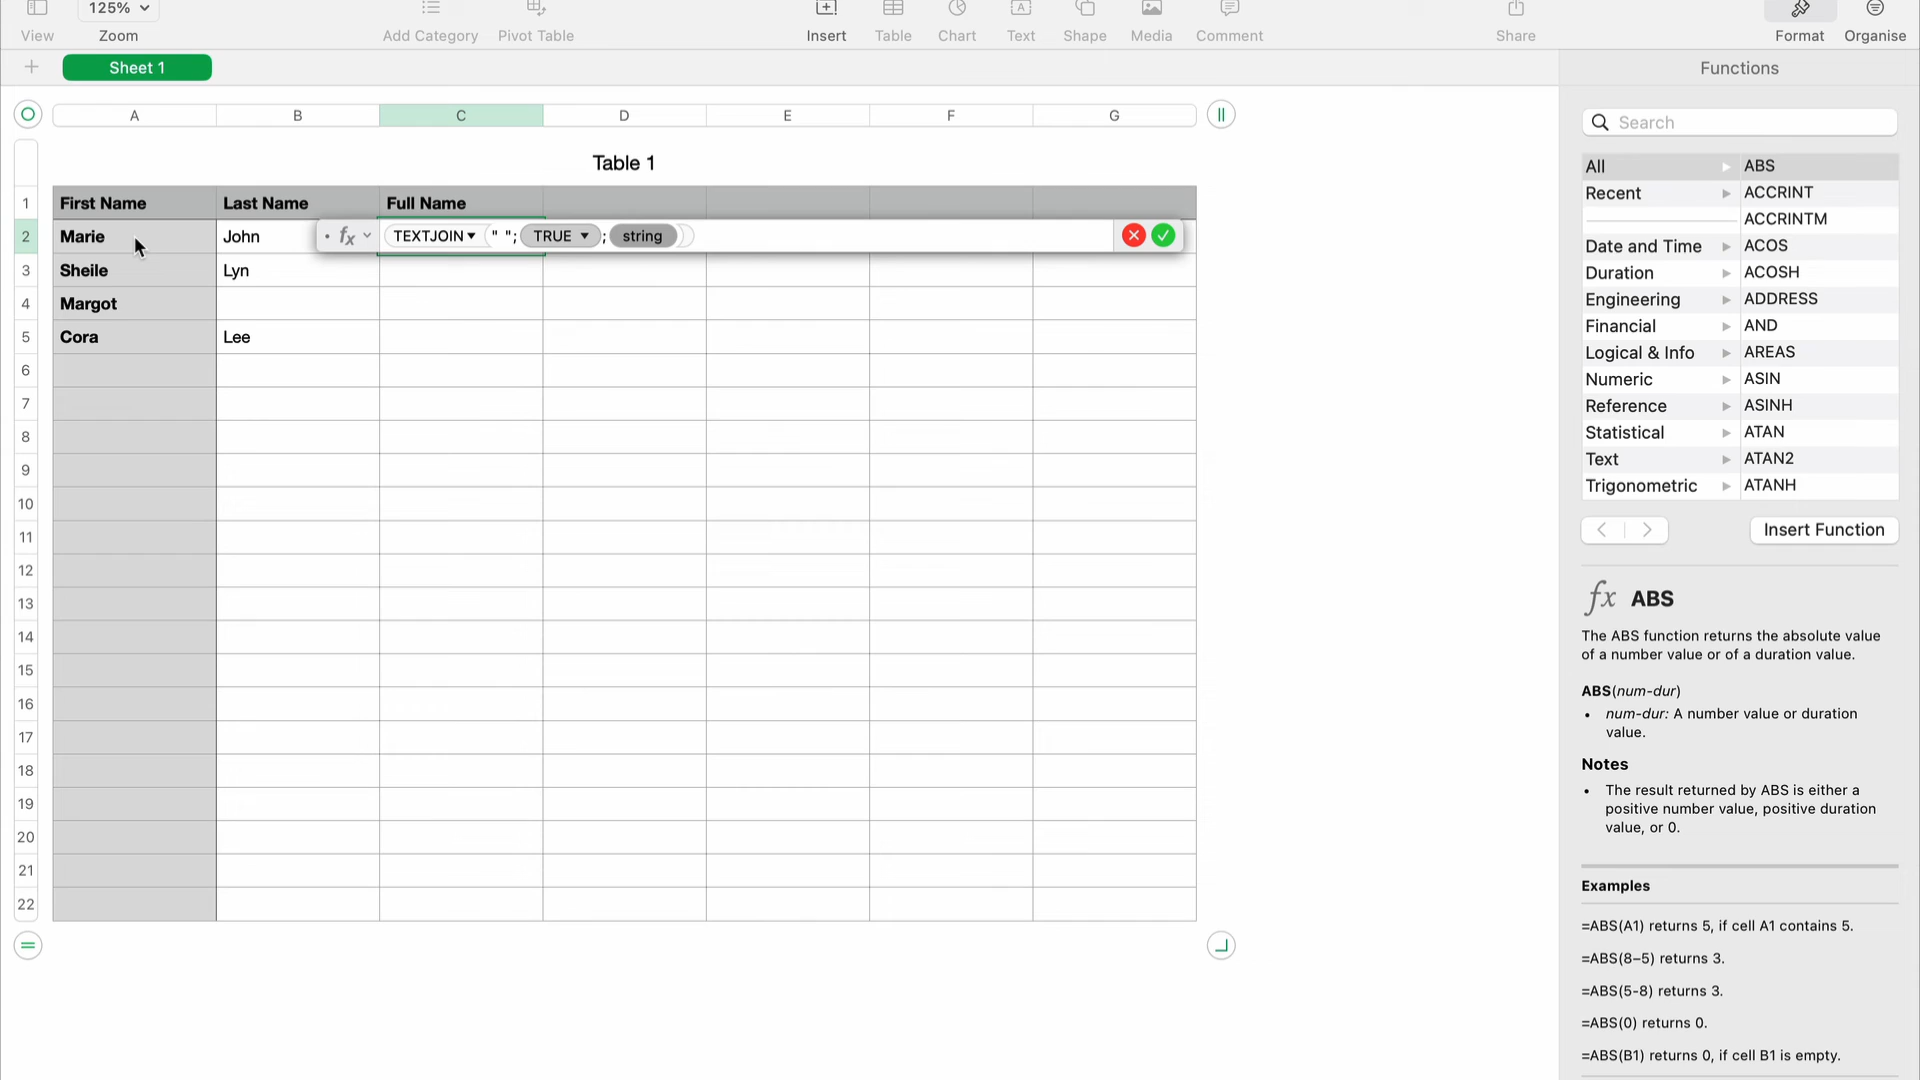 125%
View
Zoom
Add Category
Pivot Table
Insert
Table
Chart
Text
Shape
Media
Comment
Share
Format
Organise
Sheet 1
Functions
A B C D E F G
Table 1
1 First Name Last Name Full Name
2 Marie John fx TEXTJOIN (" "; TRUE ; string )
3 Sheile Lyn
4 Margot
5 Cora Lee
6
7
8
9
10
11
12
13
14
15
16
17
18
19
20
21
22
Search
All ABS
Recent ACCRINT
ACCRINTM
Date and Time ACOS
Duration ACOSH
Engineering ADDRESS
Financial AND
Logical & Info AREAS
Numeric ASIN
Reference ASINH
Statistical ATAN
Text ATAN2
Trigonometric ATANH
Insert Function
fx ABS
The ABS function returns the absolute value
of a number value or of a duration value.
ABS(num-dur)
• num-dur: A number value or duration
value.
Notes
• The result returned by ABS is either a
positive number value, positive duration
value, or 0.
Examples
=ABS(A1) returns 5, if cell A1 contains 5.
=ABS(8–5) returns 3.
=ABS(5-8) returns 3.
=ABS(0) returns 0.
=ABS(B1) returns 0, if cell B1 is empty.